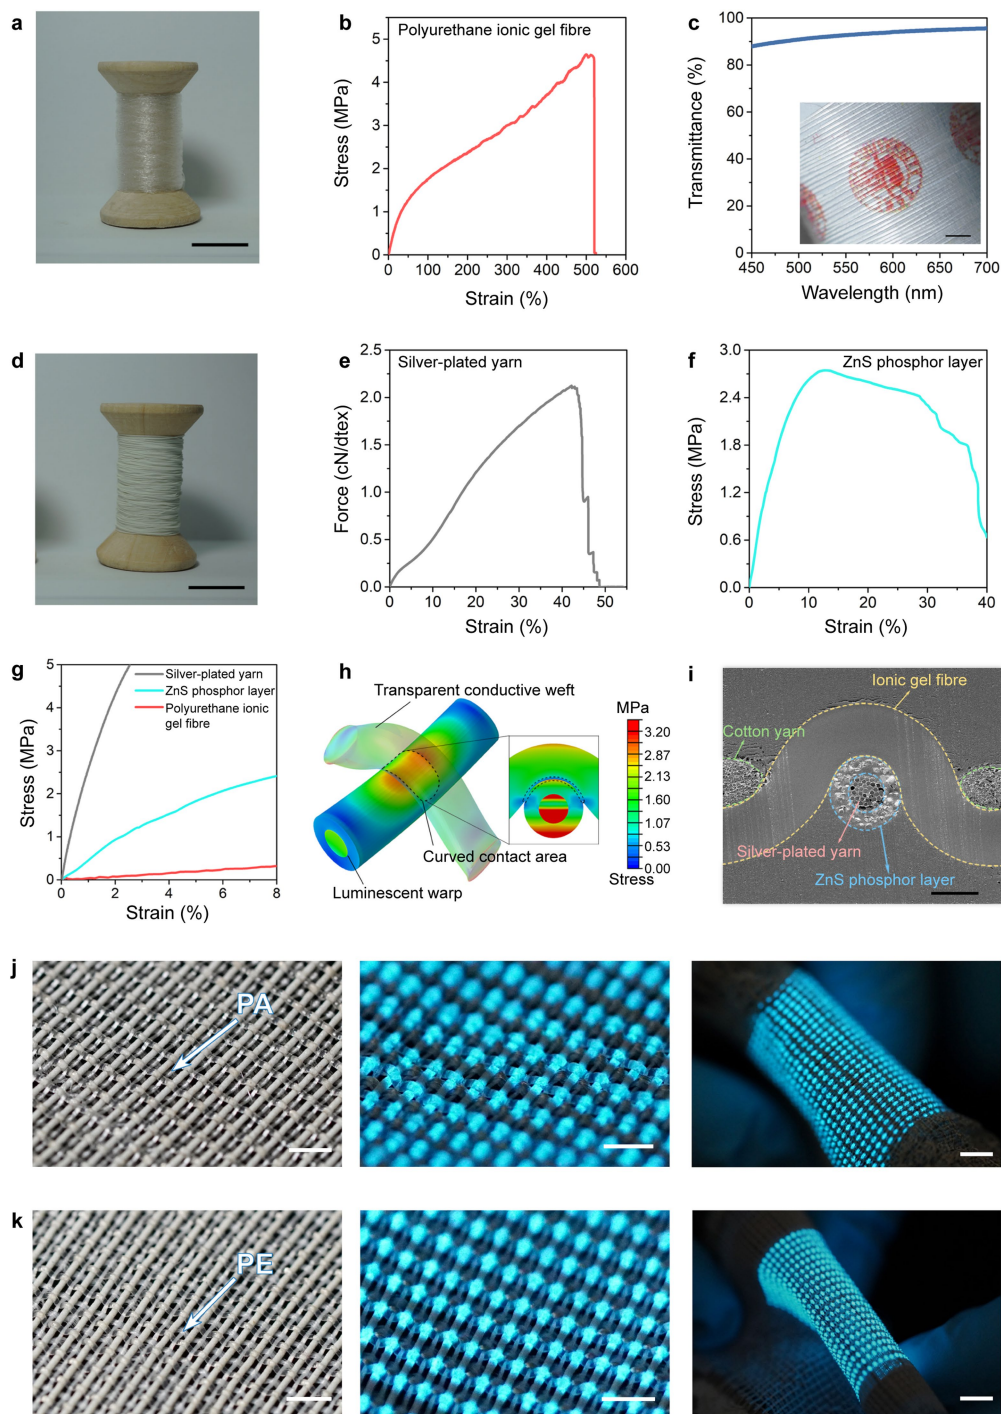 a
b
Polyurethane ionic gel fibre
5
4
3
2
1
0
Stress (MPa)
0 100 200 300 400 500 600
Strain (%)
c
100
80
60
40
20
0
Transmittance (%)
450 500 550 600 650 700
Wavelength (nm)
d
e
Silver-plated yarn
2.5
2.0
1.5
1.0
0.5
0.0
Force (cN/dtex)
0 10 20 30 40 50
Strain (%)
f
ZnS phosphor layer
3.0
2.4
1.8
1.2
0.6
0.0
Stress (MPa)
0 10 20 30 40
Strain (%)
g
Silver-plated yarn
ZnS phosphor layer
Polyurethane ionic
gel fibre
5
4
3
2
1
0
Stress (MPa)
0 2 4 6 8
Strain (%)
h
Transparent conductive weft
Curved contact area
Luminescent warp
MPa
3.20
2.67
2.13
1.60
1.07
0.53
0.00
Stress
i
Ionic gel fibre
Cotton yarn
Silver-plated yarn
ZnS phosphor layer
j
PA
k
PE